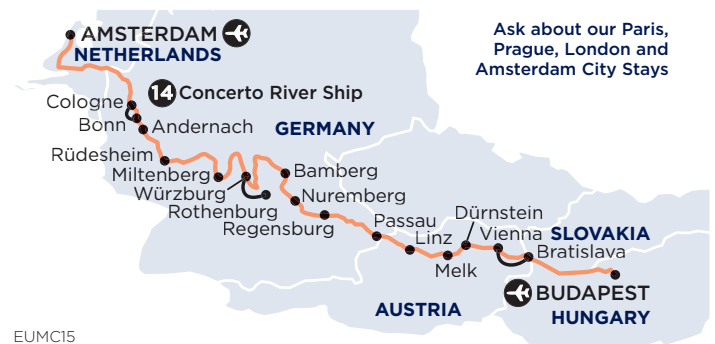 AMSTERDAM
NETHERLANDS
Ask about our Paris,
Prague, London and
Amsterdam City Stays
14 Concerto River Ship
Cologne
Bonn
Andernach
GERMANY
Rüdesheim
Miltenberg
Würzburg
Rothenburg
Regensburg
Bamberg
Nuremberg
Passau
Linz
Melk
Dürnstein
Vienna
SLOVAKIA
Bratislava
AUSTRIA
BUDAPEST
HUNGARY
EUMC15